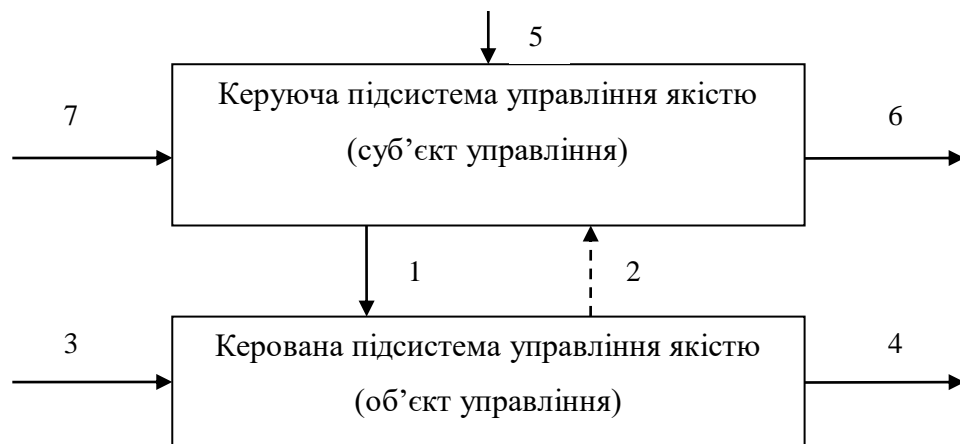 5
Керуюча підсистема управління якістю
7
6
(суб’єкт управління)
1
2
Керована підсистема управління якістю
3
4
(об’єкт управління)